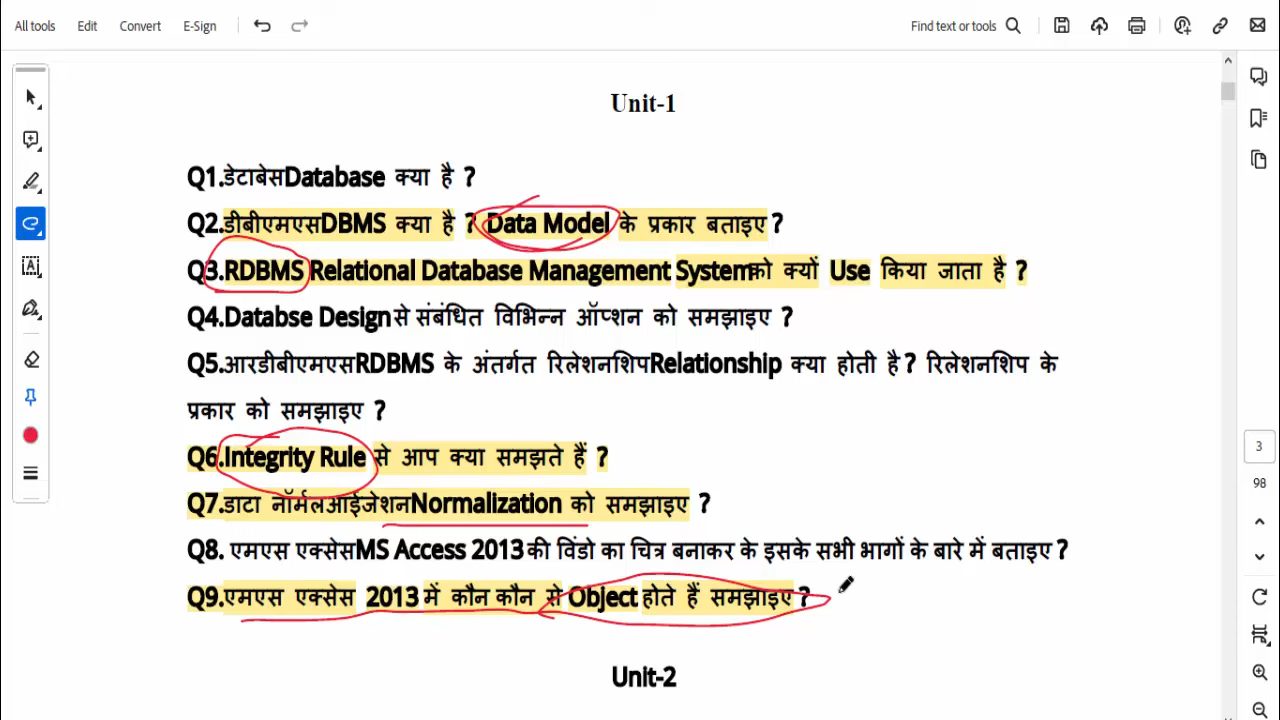 All tools Edit Convert E-Sign Find text or tools
Unit-1
Q1.डेटाबेसDatabase क्या है ?
Q2.डीबीएमएसDBMS क्या है ? Data Model के प्रकार बताइए ?
Q3.RDBMS Relational Database Management Systemको क्यों Use किया जाता है ?
Q4.Databse Designसे संबंधित विभिन्न ऑप्शन को समझाइए ?
Q5.आरडीबीएमएसRDBMS के अंतर्गत रिलेशनशिपRelationship क्या होती है? रिलेशनशिप के
प्रकार को समझाइए ?
Q6.Integrity Rule से आप क्या समझते हैं ?
3
Q7.डाटा नॉर्मलआईजेशनNormalization को समझाइए ?
98
Q8. एमएस एक्सेसMS Access 2013की विंडो का चित्र बनाकर के इसके सभी भागों के बारे में बताइए ?
Q9.एमएस एक्सेस 2013में कौन कौन से Object होते हैं समझाइए ?
Unit-2